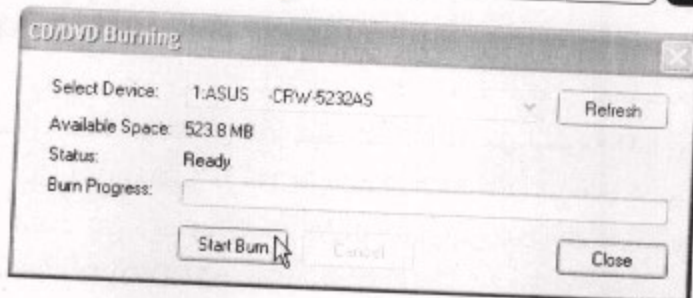 CD/DVD Burning
Select Device: 1:ASUS -CRW-5232AS Refresh
Available Space: 523.8 MB
Status: Ready.
Burn Progress:
Start Burn Cancel Close